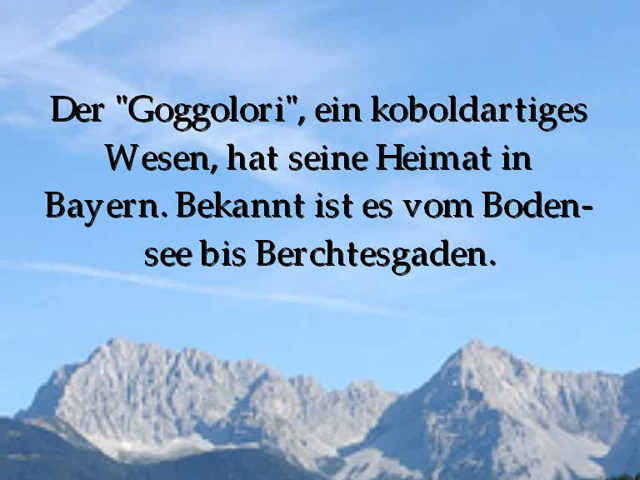 Der "Goggolori", ein koboldartiges
Wesen, hat seine Heimat in
Bayern. Bekannt ist es vom Boden-
see bis Berchtesgaden.